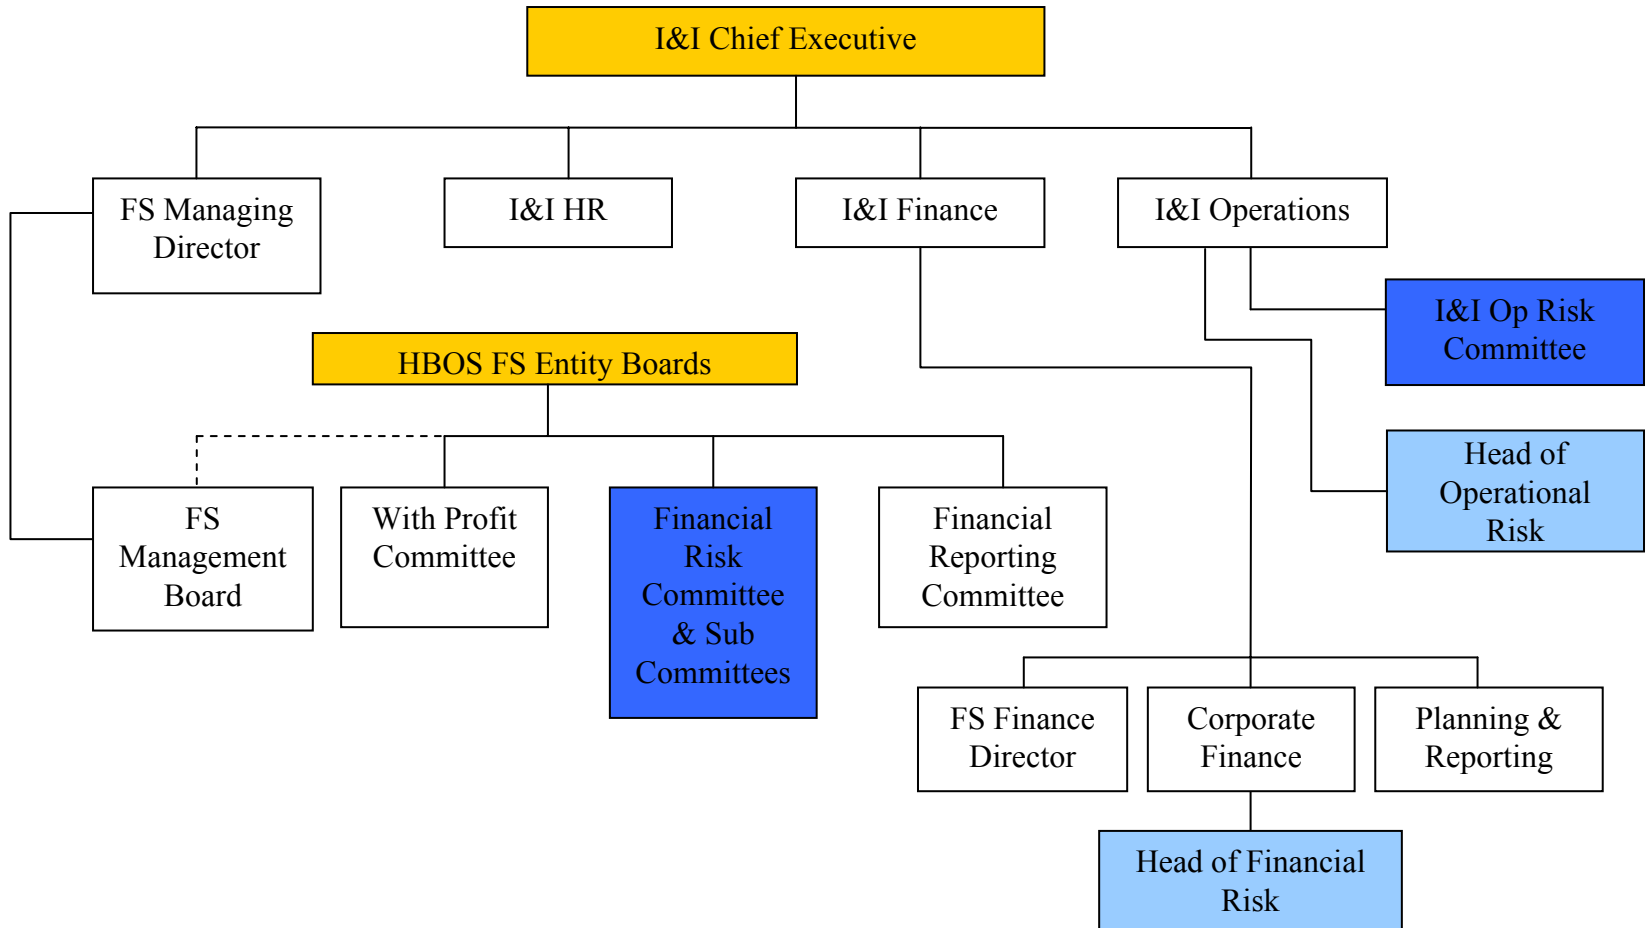 I&I Chief Executive
FS Managing
Director
I&I HR
I&I Finance
I&I Operations
I&I Op Risk
Committee
HBOS FS Entity Boards
Head of
Operational
Risk
FS
Management
Board
With Profit
Committee
Financial
Risk
Committee
& Sub
Committees
Financial
Reporting
Committee
FS Finance
Director
Corporate
Finance
Planning &
Reporting
Head of Financial
Risk